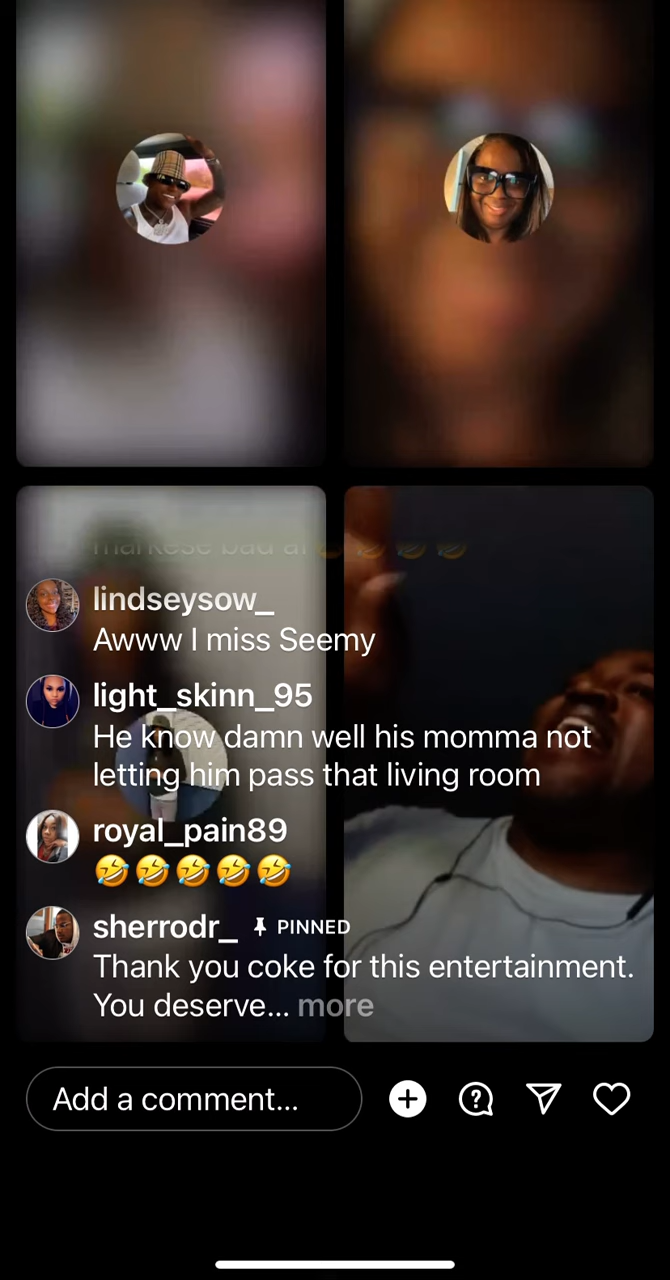 lindseysow_
Awww I miss Seemy
light_skinn_95
He know damn well his momma not
letting him pass that living room
royal_pain89
🤣🤣🤣🤣🤣
sherrodr_ PINNED
Thank you coke for this entertainment.
You deserve... more
Add a comment...